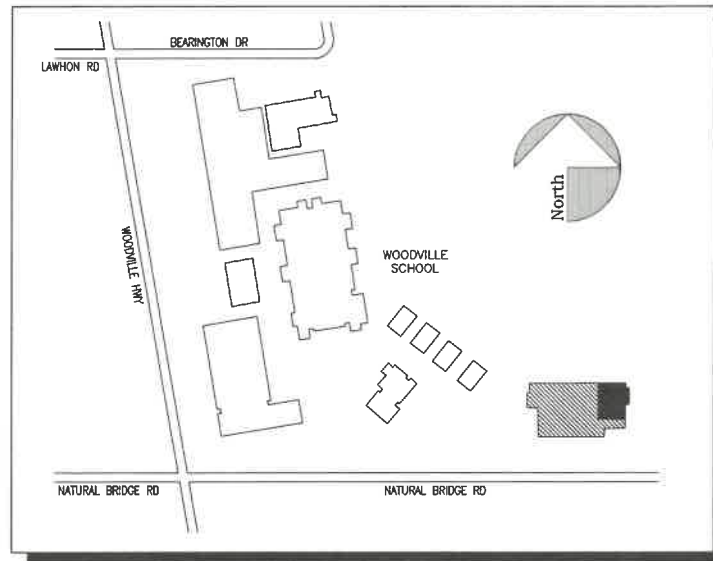 BEARINGTON DR
LAWHON RD
North
WOODVILLE HWY
WOODVILLE
SCHOOL
NATURAL BRIDGE RD
NATURAL BRIDGE RD